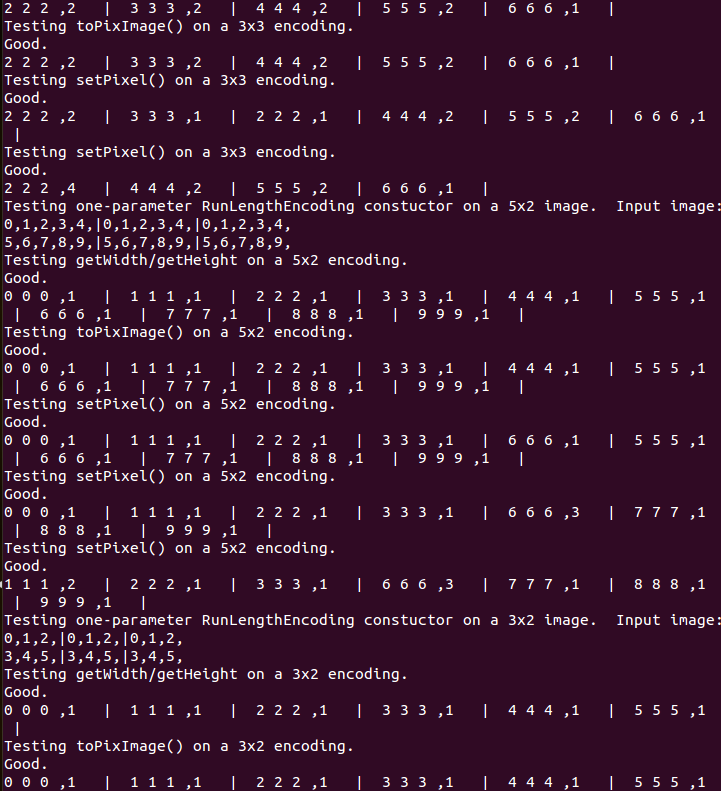 2 2 2 ,2   |  3 3 3 ,2   |  4 4 4 ,2   |  5 5 5 ,2   |  6 6 6 ,1   |
Testing toPixImage() on a 3x3 encoding.
Good.
2 2 2 ,2   |  3 3 3 ,2   |  4 4 4 ,2   |  5 5 5 ,2   |  6 6 6 ,1   |
Testing setPixel() on a 3x3 encoding.
Good.
2 2 2 ,2   |  3 3 3 ,1   |  2 2 2 ,1   |  4 4 4 ,2   |  5 5 5 ,2   |  6 6 6 ,1
 |
Testing setPixel() on a 3x3 encoding.
Good.
2 2 2 ,4   |  4 4 4 ,2   |  5 5 5 ,2   |  6 6 6 ,1   |
Testing one-parameter RunLengthEncoding constuctor on a 5x2 image.  Input image:
0,1,2,3,4,|0,1,2,3,4,|0,1,2,3,4,
5,6,7,8,9,|5,6,7,8,9,|5,6,7,8,9,
Testing getWidth/getHeight on a 5x2 encoding.
Good.
0 0 0 ,1   |  1 1 1 ,1   |  2 2 2 ,1   |  3 3 3 ,1   |  4 4 4 ,1   |  5 5 5 ,1
 |  6 6 6 ,1   |  7 7 7 ,1   |  8 8 8 ,1   |  9 9 9 ,1   |
Testing toPixImage() on a 5x2 encoding.
Good.
0 0 0 ,1   |  1 1 1 ,1   |  2 2 2 ,1   |  3 3 3 ,1   |  4 4 4 ,1   |  5 5 5 ,1
 |  6 6 6 ,1   |  7 7 7 ,1   |  8 8 8 ,1   |  9 9 9 ,1   |
Testing setPixel() on a 5x2 encoding.
Good.
0 0 0 ,1   |  1 1 1 ,1   |  2 2 2 ,1   |  3 3 3 ,1   |  6 6 6 ,1   |  5 5 5 ,1
 |  6 6 6 ,1   |  7 7 7 ,1   |  8 8 8 ,1   |  9 9 9 ,1   |
Testing setPixel() on a 5x2 encoding.
Good.
0 0 0 ,1   |  1 1 1 ,1   |  2 2 2 ,1   |  3 3 3 ,1   |  6 6 6 ,3   |  7 7 7 ,1
 |  8 8 8 ,1   |  9 9 9 ,1   |
Testing setPixel() on a 5x2 encoding.
Good.
1 1 1 ,2   |  2 2 2 ,1   |  3 3 3 ,1   |  6 6 6 ,3   |  7 7 7 ,1   |  8 8 8 ,1
 |  9 9 9 ,1   |
Testing one-parameter RunLengthEncoding constuctor on a 3x2 image.  Input image:
0,1,2,|0,1,2,|0,1,2,
3,4,5,|3,4,5,|3,4,5,
Testing getWidth/getHeight on a 3x2 encoding.
Good.
0 0 0 ,1   |  1 1 1 ,1   |  2 2 2 ,1   |  3 3 3 ,1   |  4 4 4 ,1   |  5 5 5 ,1
 |
Testing toPixImage() on a 3x2 encoding.
Good.
0 0 0 ,1   |  1 1 1 ,1   |  2 2 2 ,1   |  3 3 3 ,1   |  4 4 4 ,1   |  5 5 5 ,1